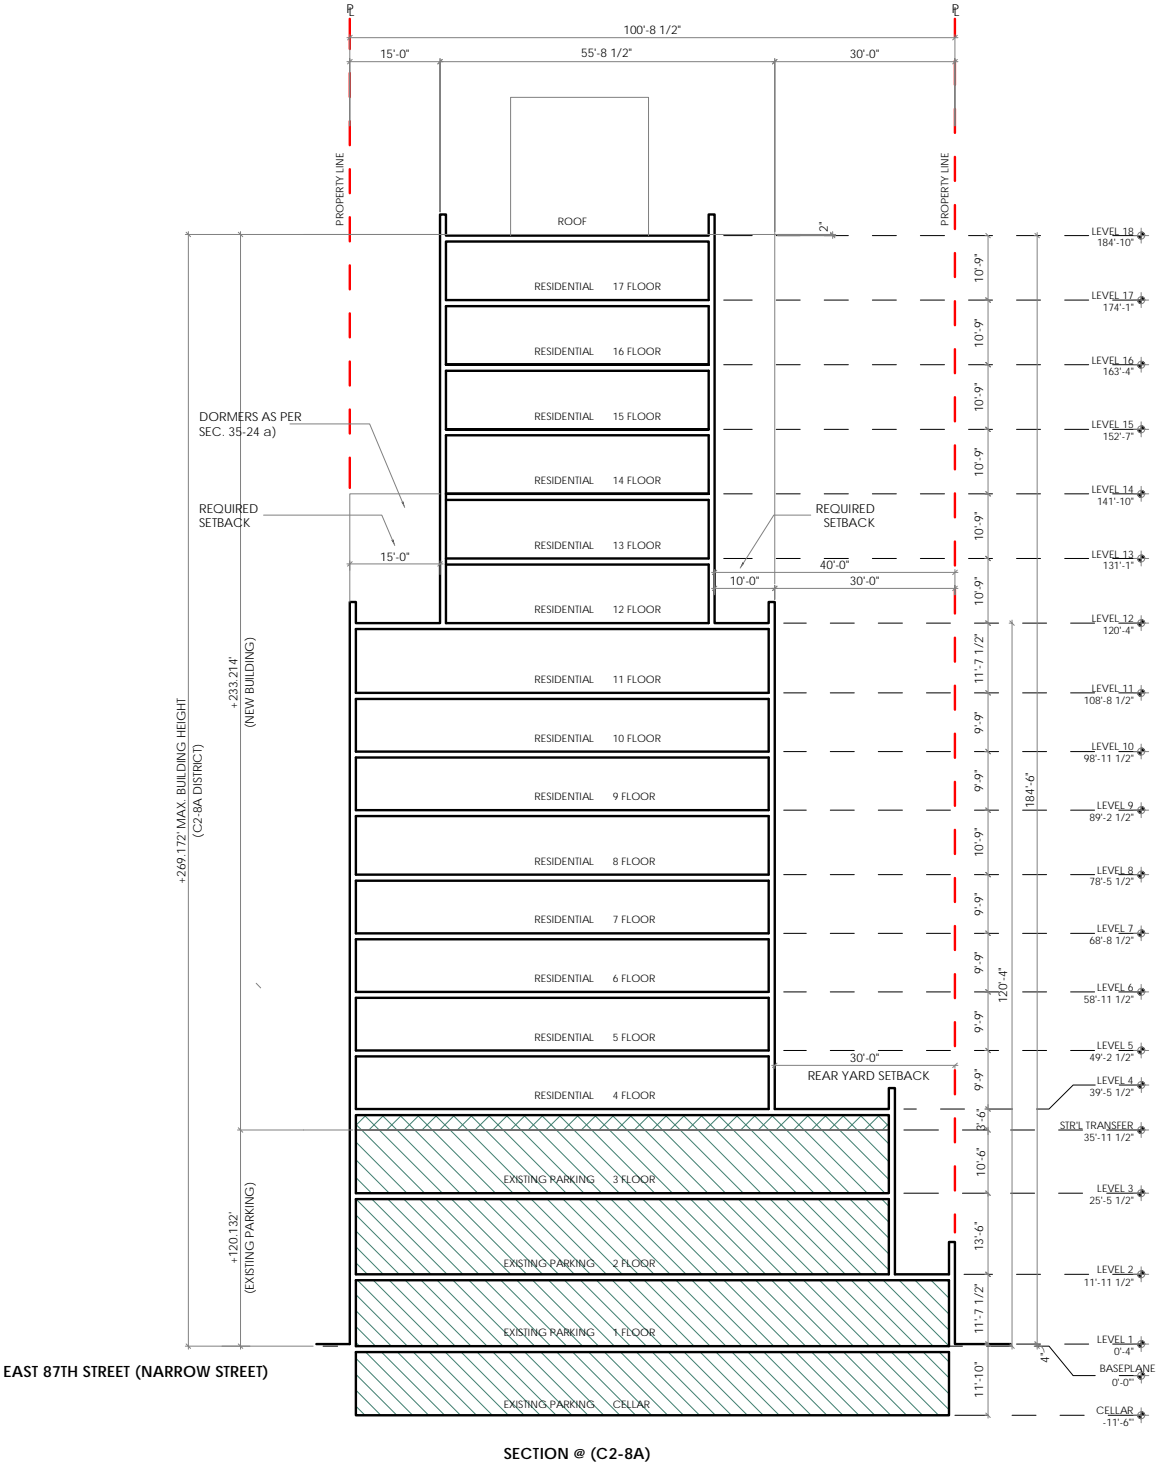 PL
PL
100'-8 1/2"
15'-0"
55'-8 1/2"
30'-0"
PROPERTY LINE
PROPERTY LINE
ROOF
2"
LEVEL 18
184'-10"
10'-9"
RESIDENTIAL 17 FLOOR
LEVEL 17
174'-1"
10'-9"
RESIDENTIAL 16 FLOOR
LEVEL 16
163'-4"
10'-9"
DORMERS AS PER
SEC. 35-24 a)
RESIDENTIAL 15 FLOOR
LEVEL 15
152'-7"
10'-9"
RESIDENTIAL 14 FLOOR
LEVEL 14
141'-10"
REQUIRED
SETBACK
REQUIRED
SETBACK
10'-9"
RESIDENTIAL 13 FLOOR
LEVEL 13
131'-1"
15'-0"
40'-0"
10'-0"
30'-0"
10'-9"
RESIDENTIAL 12 FLOOR
LEVEL 12
120'-4"
11'-7 1/2"
+233.214'
(NEW BUILDING)
RESIDENTIAL 11 FLOOR
LEVEL 11
108'-8 1/2"
9'-9"
RESIDENTIAL 10 FLOOR
LEVEL 10
98'-11 1/2"
+269.172' MAX. BUILDING HEIGHT
(C2-8A DISTRICT)
9'-9"
184'-6"
RESIDENTIAL 9 FLOOR
LEVEL 9
89'-2 1/2"
10'-9"
RESIDENTIAL 8 FLOOR
LEVEL 8
78'-5 1/2"
9'-9"
RESIDENTIAL 7 FLOOR
LEVEL 7
68'-8 1/2"
9'-9"
120'-4"
RESIDENTIAL 6 FLOOR
LEVEL 6
58'-11 1/2"
9'-9"
RESIDENTIAL 5 FLOOR
LEVEL 5
49'-2 1/2"
30'-0"
REAR YARD SETBACK
9'-9"
RESIDENTIAL 4 FLOOR
LEVEL 4
39'-5 1/2"
3'-6"
STR'L TRANSFER
35'-11 1/2"
10'-6"
EXISTING PARKING 3 FLOOR
LEVEL 3
25'-5 1/2"
+120.132'
(EXISTING PARKING)
13'-6"
EXISTING PARKING 2 FLOOR
LEVEL 2
11'-11 1/2"
11'-7 1/2"
EXISTING PARKING 1 FLOOR
LEVEL 1
0'-4"
4"
EAST 87TH STREET (NARROW STREET)
BASEPLANE
0'-0"'
11'-10"
EXISTING PARKING CELLAR
CELLAR
-11'-6"'
SECTION @ (C2-8A)